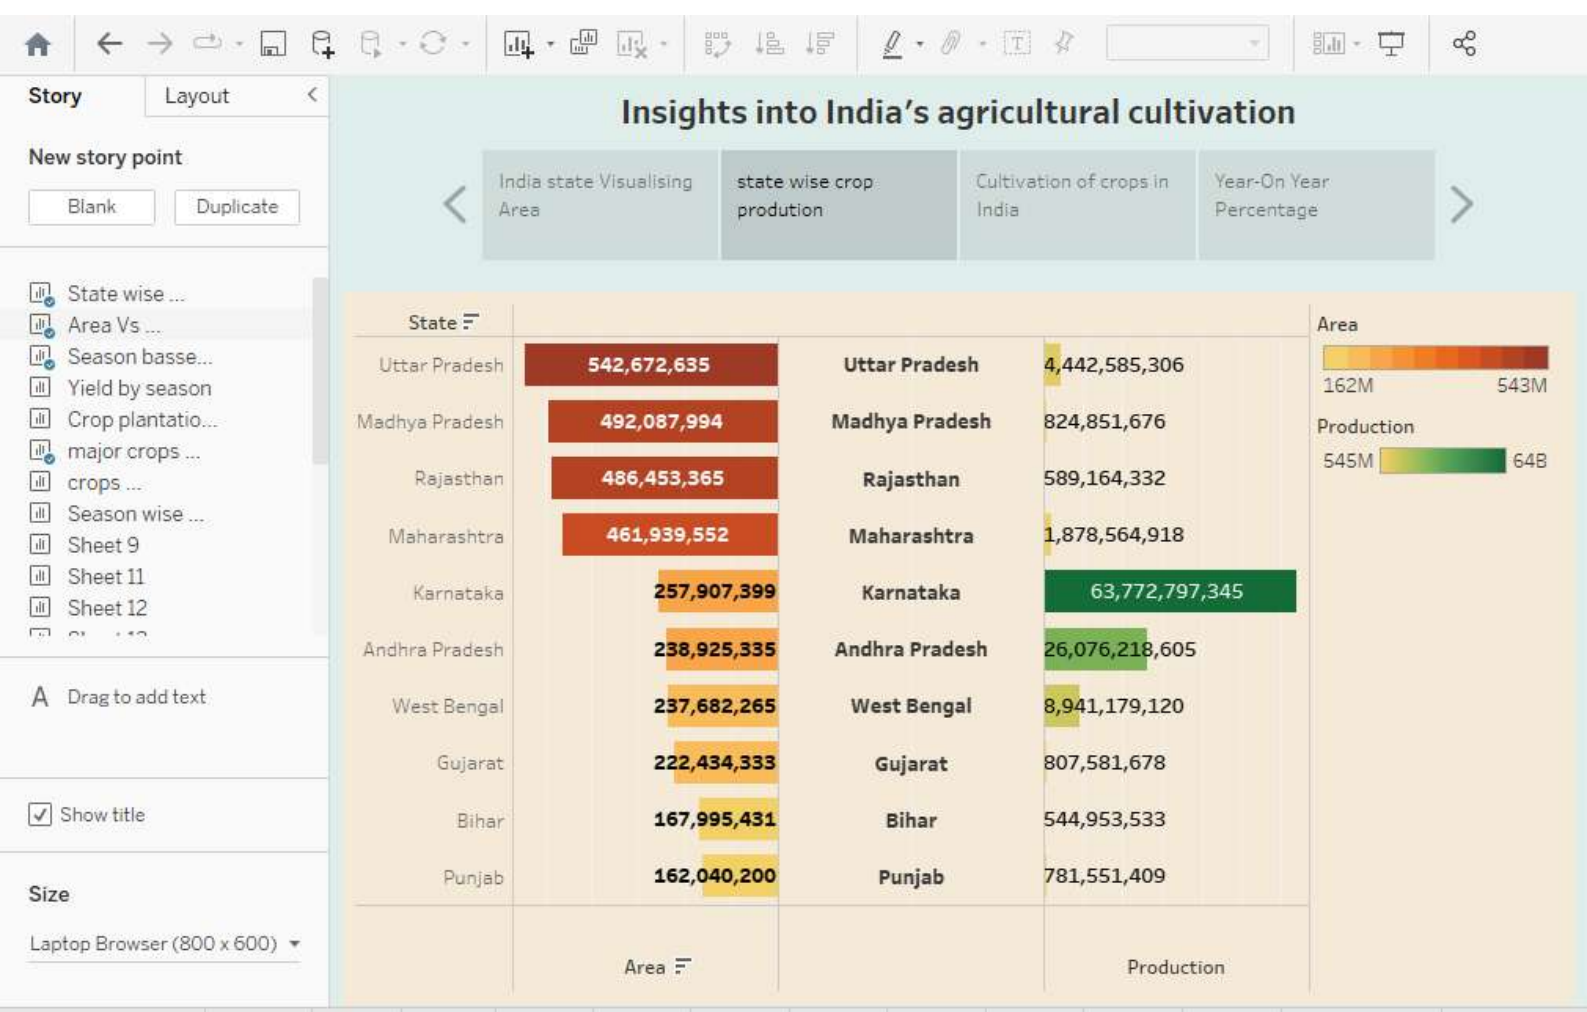 Story
Layout
Insights into India's agricultural cultivation
New story point
Blank
Duplicate
India state Visualising
Area
state wise crop
prodution
Cultivation of crops in
India
Year-On Year
Percentage
State wise ...
Area Vs ...
Season basse...
Yield by season
Crop plantatio...
major crops ...
crops ...
Season wise ...
Sheet 9
Sheet 11
Sheet 12
A Drag to add text
Show title
Size
Laptop Browser (800 x 600)
State
Uttar Pradesh 542,672,635 Uttar Pradesh 4,442,585,306
Madhya Pradesh 492,087,994 Madhya Pradesh 824,851,676
Rajasthan 486,453,365 Rajasthan 589,164,332
Maharashtra 461,939,552 Maharashtra 1,878,564,918
Karnataka 257,907,399 Karnataka 63,772,797,345
Andhra Pradesh 238,925,335 Andhra Pradesh 26,076,218,605
West Bengal 237,682,265 West Bengal 8,941,179,120
Gujarat 222,434,333 Gujarat 807,581,678
Bihar 167,995,431 Bihar 544,953,533
Punjab 162,040,200 Punjab 781,551,409
Area Production
Area
162M 543M
Production
545M 64B